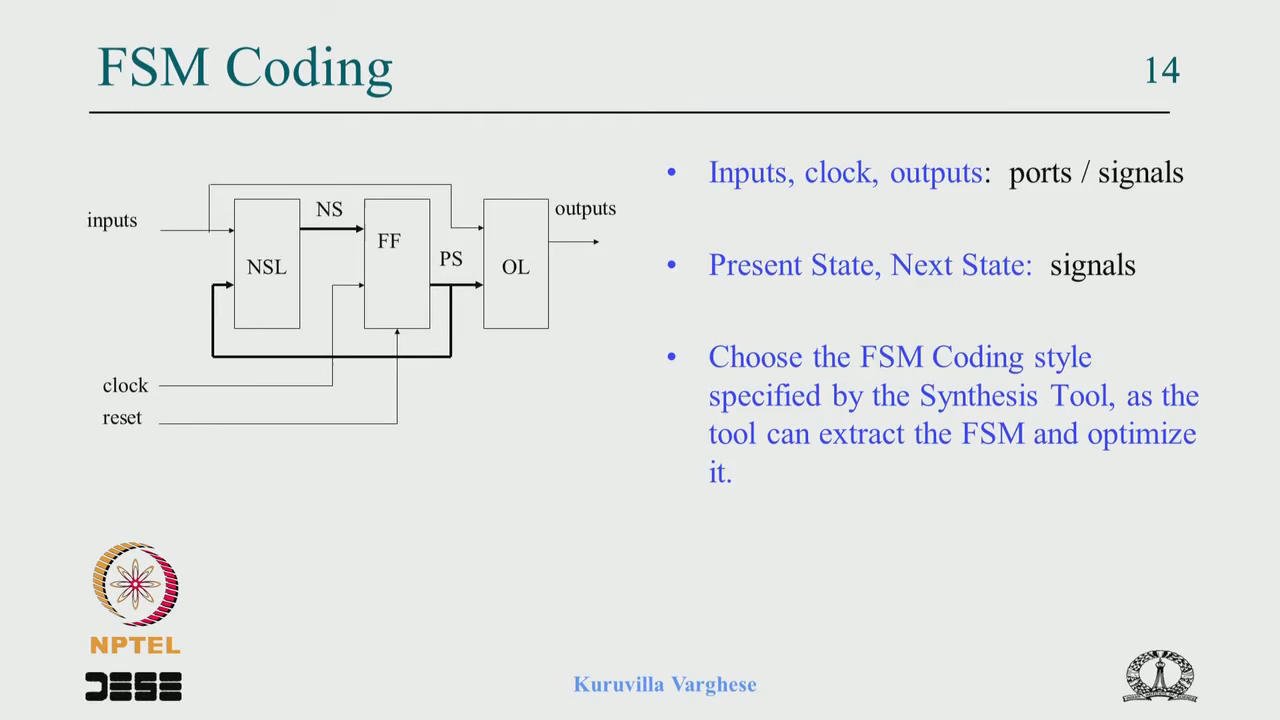 FSM Coding
14
inputs
NSL
NS
FF
PS
OL
outputs
clock
reset
• Inputs, clock, outputs: ports / signals
• Present State, Next State: signals
• Choose the FSM Coding style
specified by the Synthesis Tool, as the
tool can extract the FSM and optimize
it.
NPTEL
DESE
Kuruvilla Varghese